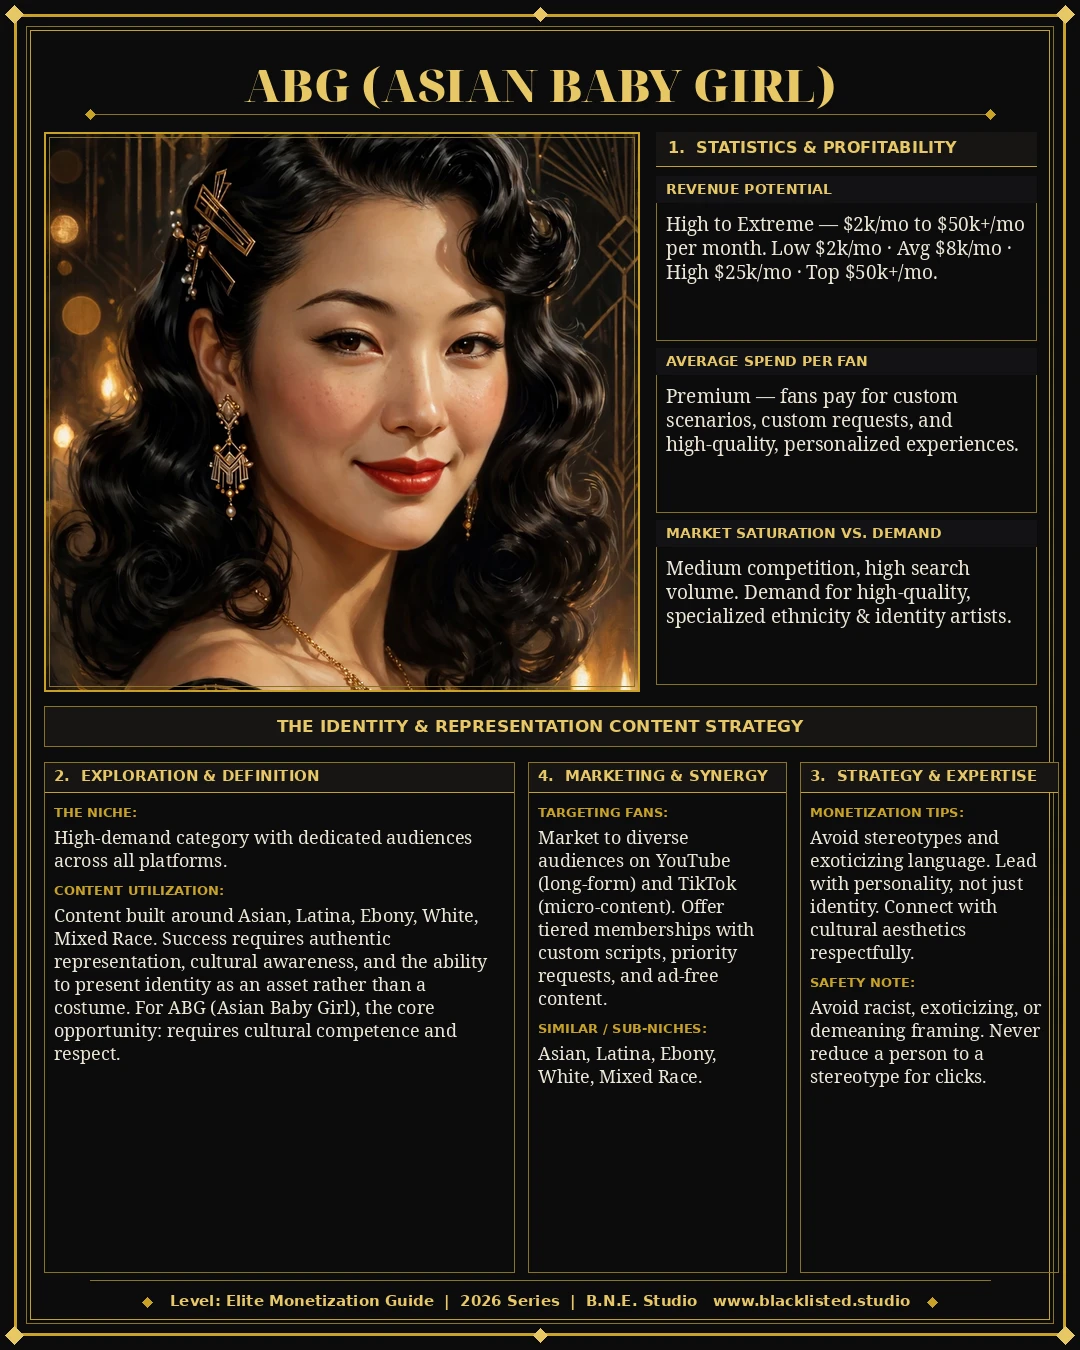 ABG (ASIAN BABY GIRL)
1. STATISTICS & PROFITABILITY
REVENUE POTENTIAL
High to Extreme — $2k/mo to $50k+/mo
per month. Low $2k/mo · Avg $8k/mo ·
High $25k/mo · Top $50k+/mo.
AVERAGE SPEND PER FAN
Premium — fans pay for custom
scenarios, custom requests, and
high-quality, personalized experiences.
MARKET SATURATION VS. DEMAND
Medium competition, high search
volume. Demand for high-quality,
specialized ethnicity & identity artists.
THE IDENTITY & REPRESENTATION CONTENT STRATEGY
2. EXPLORATION & DEFINITION
THE NICHE:
High-demand category with dedicated audiences
across all platforms.
CONTENT UTILIZATION:
Content built around Asian, Latina, Ebony, White,
Mixed Race. Success requires authentic
representation, cultural awareness, and the ability
to present identity as an asset rather than a
costume. For ABG (Asian Baby Girl), the core
opportunity: requires cultural competence and
respect.
4. MARKETING & SYNERGY
TARGETING FANS:
Market to diverse
audiences on YouTube
(long-form) and TikTok
(micro-content). Offer
tiered memberships with
custom scripts, priority
requests, and ad-free
content.
SIMILAR / SUB-NICHES:
Asian, Latina, Ebony,
White, Mixed Race.
3. STRATEGY & EXPERTISE
MONETIZATION TIPS:
Avoid stereotypes and
exoticizing language. Lead
with personality, not just
identity. Connect with
cultural aesthetics
respectfully.
SAFETY NOTE:
Avoid racist, exoticizing, or
demeaning framing. Never
reduce a person to a
stereotype for clicks.
Level: Elite Monetization Guide | 2026 Series | B.N.E. Studio www.blacklisted.studio